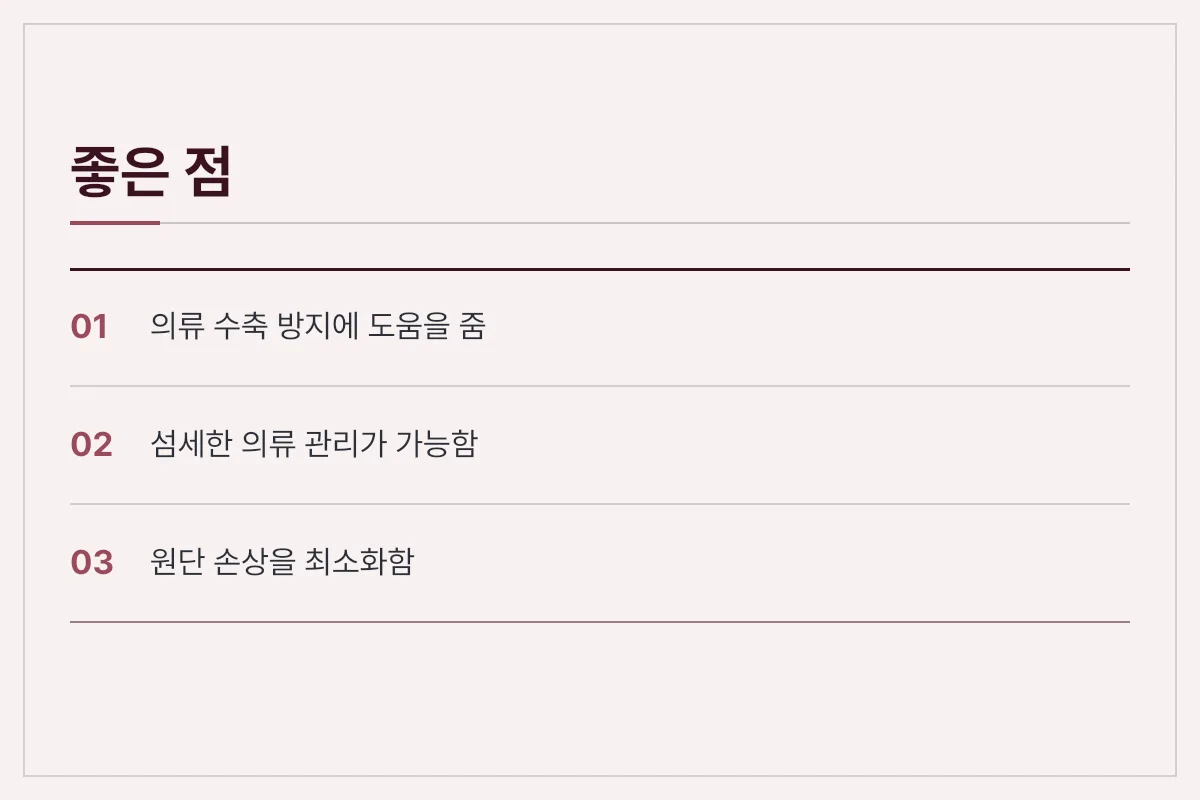 좋은 점
01 의류 수축 방지에 도움을 줌
02 섬세한 의류 관리가 가능함
03 원단 손상을 최소화함